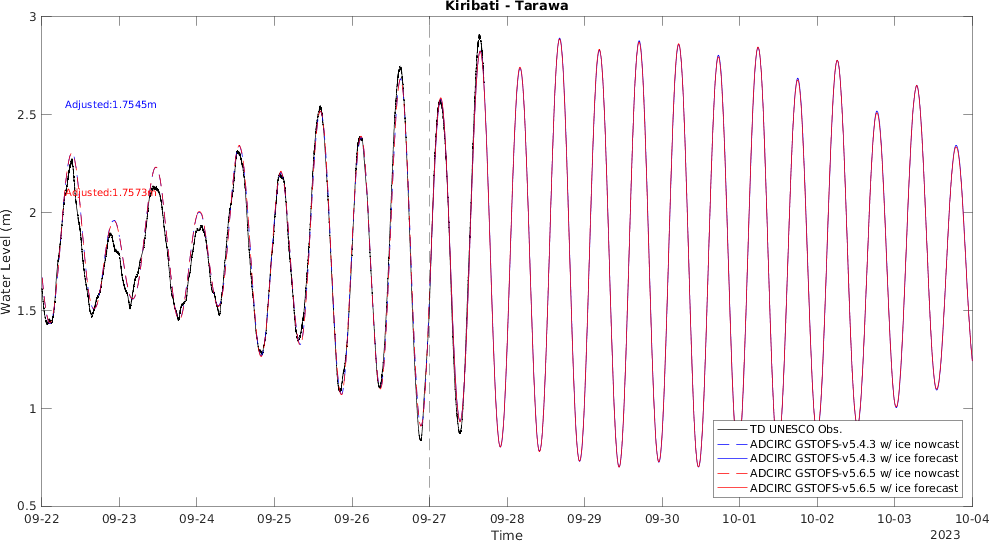 Kiribati - Tarawa
3
2.5
2
1.5
1
0.5
Water Level (m)
Adjusted:1.7545m
Adjusted:1.7573m
TD UNESCO Obs.
ADCIRC GSTOFS-v5.4.3 w/ ice nowcast
ADCIRC GSTOFS-v5.4.3 w/ ice forecast
ADCIRC GSTOFS-v5.6.5 w/ ice nowcast
ADCIRC GSTOFS-v5.6.5 w/ ice forecast
09-22 09-23 09-24 09-25 09-26 09-27 09-28 09-29 09-30 10-01 10-02 10-03 10-04
Time
2023